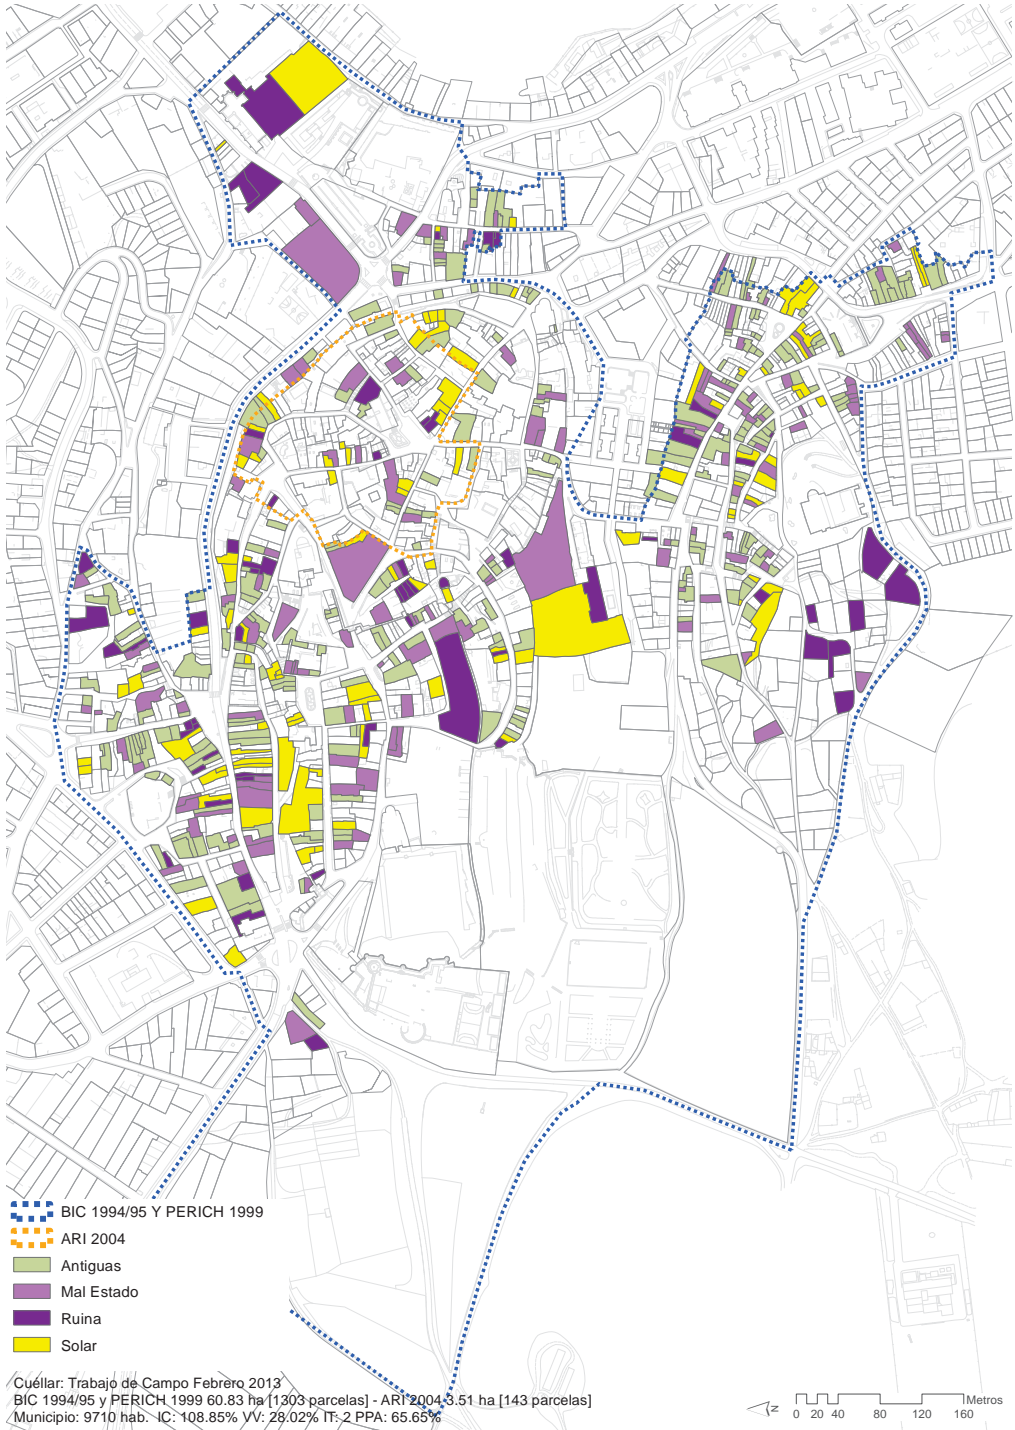 BIC 1994/95 Y PERICH 1999
ARI 2004
Antiguas
Mal Estado
Ruina
Solar
Cuéllar: Trabajo de Campo Febrero 2013
BIC 1994/95 y PERICH 1999 60.83 ha [1303 parcelas] - ARI 2004 3.51 ha [143 parcelas]
Municipio: 9710 hab. IC: 108.85% VV: 28.02% IT: 2 PPA: 65.65%
N
Metros
0 20 40 80 120 160